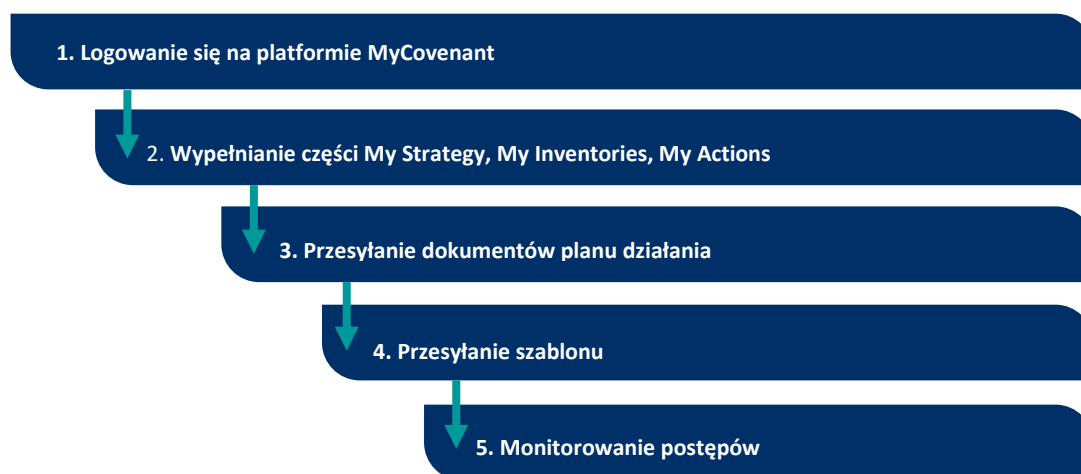 1. Logowanie się na platformie MyCovenant
2. Wypełnianie części My Strategy, My Inventories, My Actions
3. Przesyłanie dokumentów planu działania
4. Przesyłanie szablonu
5. Monitorowanie postępów